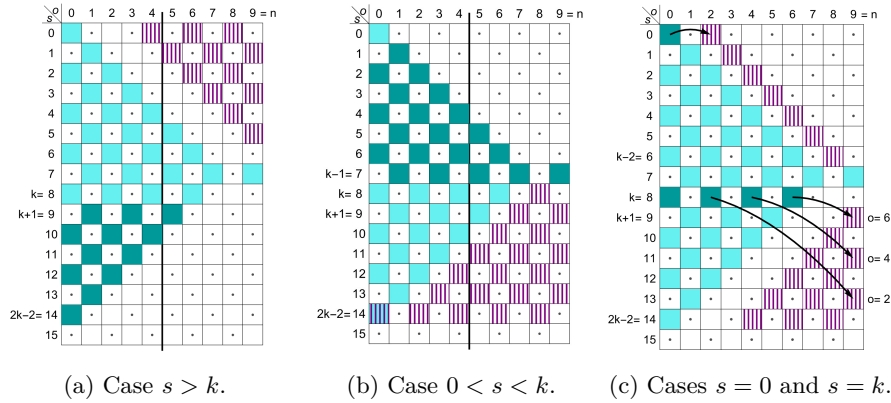 o
s
0 1 2 3 4 5 6 7 8 9 = n
0
1
2
3
4
5
6
7
k= 8
k+1= 9
10
11
12
13
2k-2= 14
15
(a) Case s > k.
o
s
0 1 2 3 4 5 6 7 8 9 = n
0
1
2
3
4
5
6
k-1= 7
k= 8
k+1= 9
10
11
12
13
2k-2= 14
15
(b) Case 0 < s < k.
o
s
0 1 2 3 4 5 6 7 8 9 = n
0
1
2
3
4
5
k-2= 6
7
k= 8
k+1= 9 o= 6
10
11 o= 4
12
13 o= 2
2k-2= 14
15
(c) Cases s = 0 and s = k.